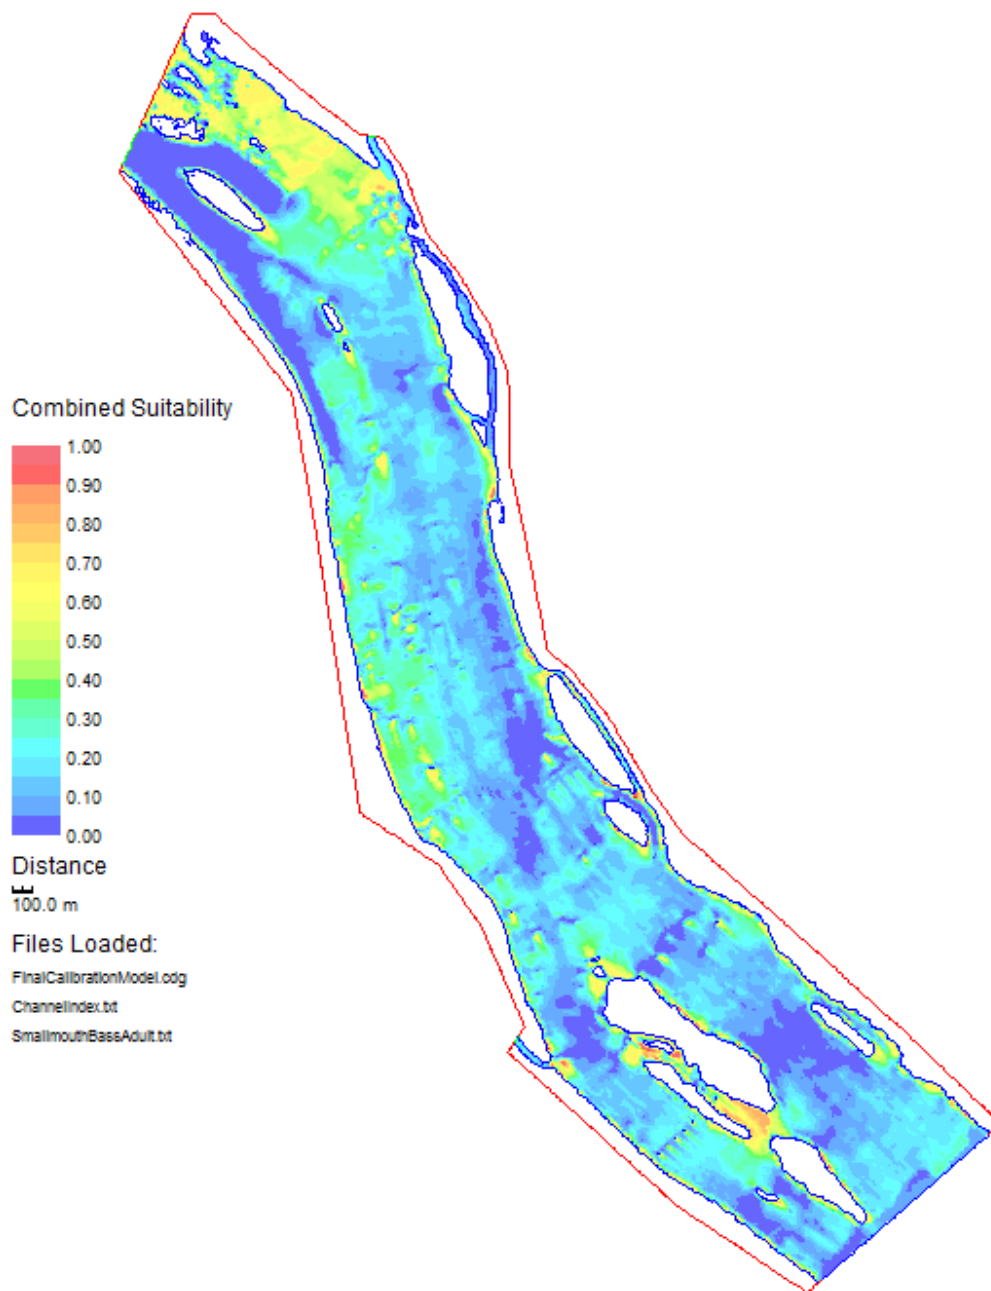 Combined Suitability
1.00
0.90
0.80
0.70
0.60
0.50
0.40
0.30
0.20
0.10
0.00
Distance
100.0 m
Files Loaded:
FinalCalibrationModel.cdg
ChannelIndex.txt
SmallmouthBassAdult.txt